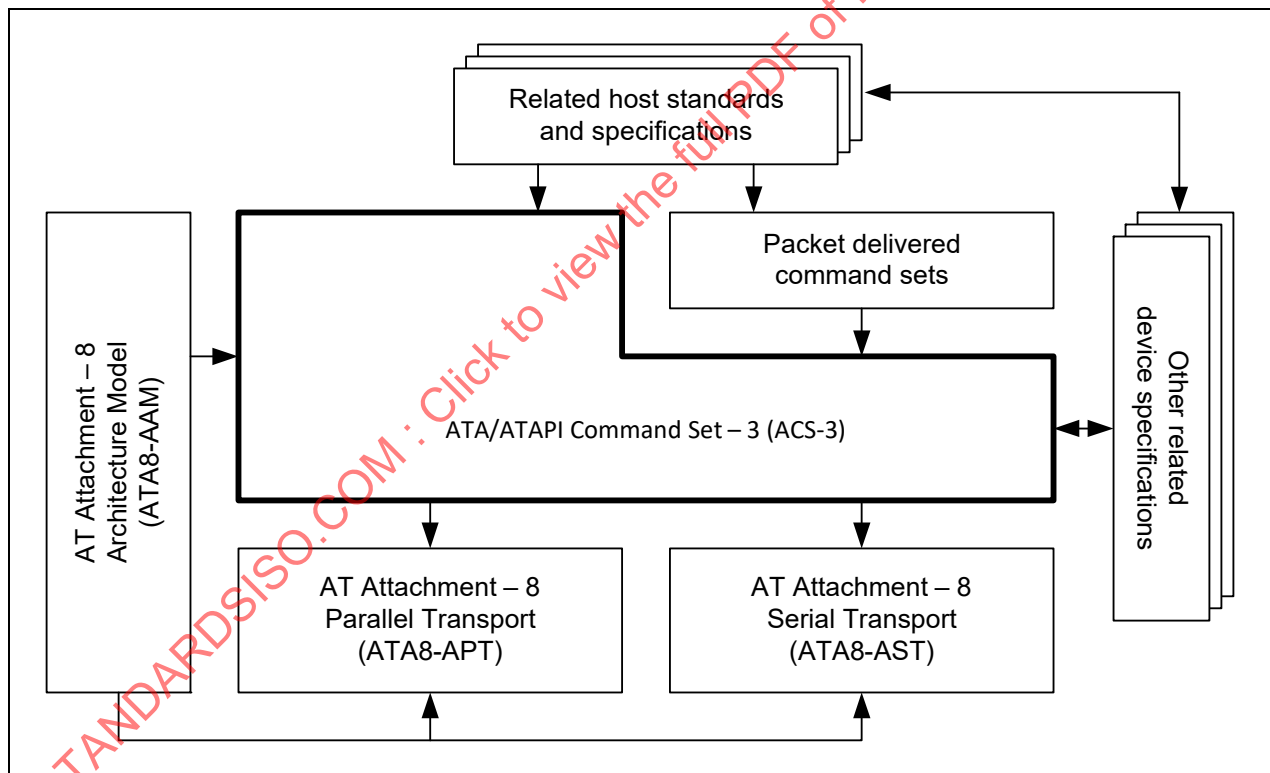 Related host standards
and specifications
Packet delivered
command sets
AT Attachment – 8
Architecture Model
(ATA8-AAM)
ATA/ATAPI Command Set – 3 (ACS-3)
Other related
device specifications
AT Attachment – 8
Parallel Transport
(ATA8-APT)
AT Attachment – 8
Serial Transport
(ATA8-AST)
TANDARDSISO.COM : Click to view the full PDF of